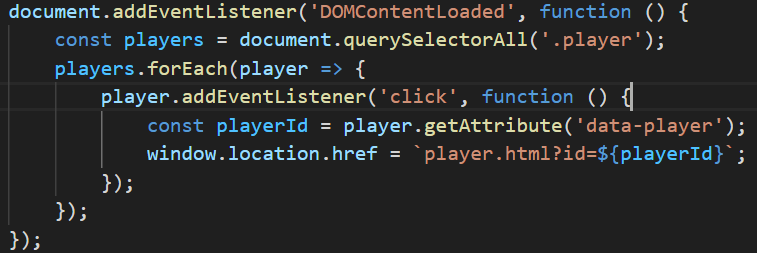 document.addEventListener('DOMContentLoaded', function () {
    const players = document.querySelectorAll('.player');
    players.forEach(player => {
        player.addEventListener('click', function () {
            const playerId = player.getAttribute('data-player');
            window.location.href = `player.html?id=${playerId}`;
        });
    });
});